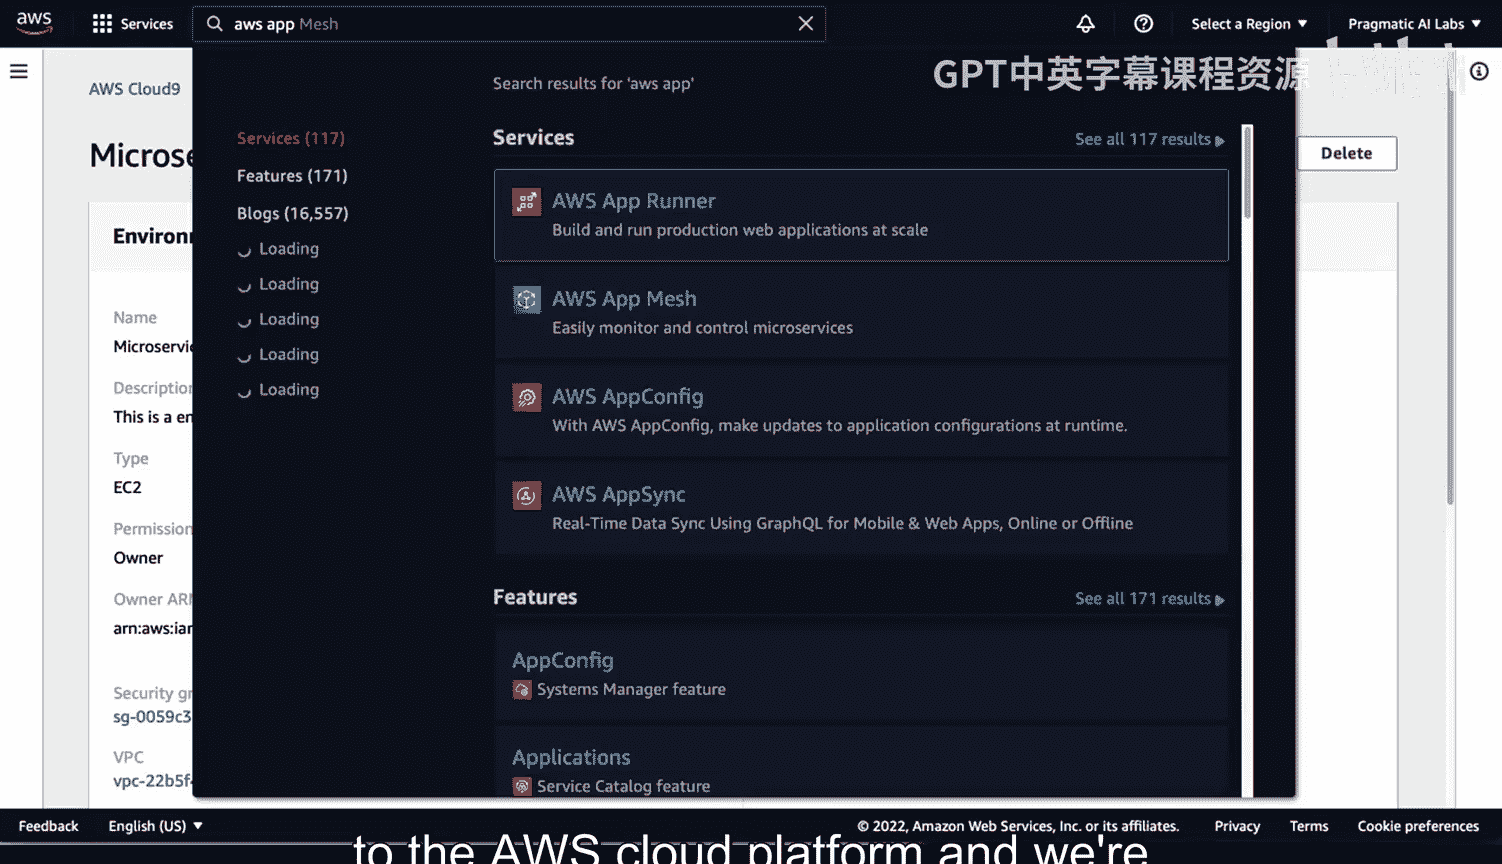 aws
Services
aws app Mesh
Select a Region
Pragmatic AI Labs
GPT中英字幕课程资源
AWS Cloud9
Search results for 'aws app'
Services (117)
Features (171)
Blogs (16,557)
Loading
Loading
Loading
Loading
Loading
Services
See all 117 results
AWS App Runner
Build and run production web applications at scale
AWS App Mesh
Easily monitor and control microservices
AWS AppConfig
With AWS AppConfig, make updates to application configurations at runtime.
AWS AppSync
Real-Time Data Sync Using GraphQL for Mobile & Web Apps, Online or Offline
Features
See all 171 results
AppConfig
Systems Manager feature
Applications
Service Catalog feature
Delete
Microse
Environ
Name
Microservi
Description
This is a en
Type
EC2
Permission
Owner
Owner AR
arn:aws:iar
Security gr
sg-0059c3
VPC
vpc-22b5f
Feedback
English (US)
© 2022, Amazon Web Services, Inc. or its affiliates.
Privacy
Terms
Cookie preferences
to the AWS cloud platform and we're